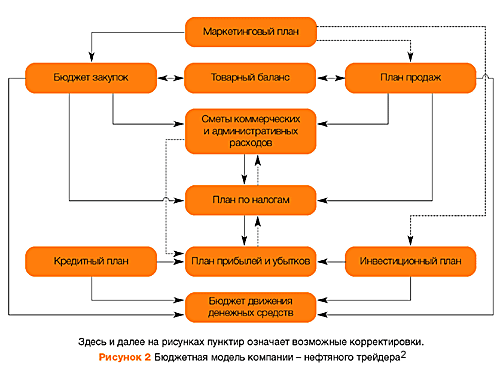 Маркетинговый план
Бюджет закупок
Товарный баланс
План продаж
Сметы коммерческих
и административных
расходов
План по налогам
Кредитный план
План прибылей и убытков
Инвестиционный план
Бюджет движения
денежных средств
Здесь и далее на рисунках пунктир означает возможные корректировки.
Рисунок 2 Бюджетная модель компании – нефтяного трейдера2